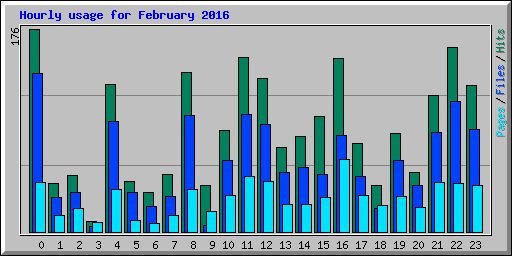 Hourly usage for February 2016
176
Pages / Files / Hits
0 1 2 3 4 5 6 7 8 9 10 11 12 13 14 15 16 17 18 19 20 21 22 23